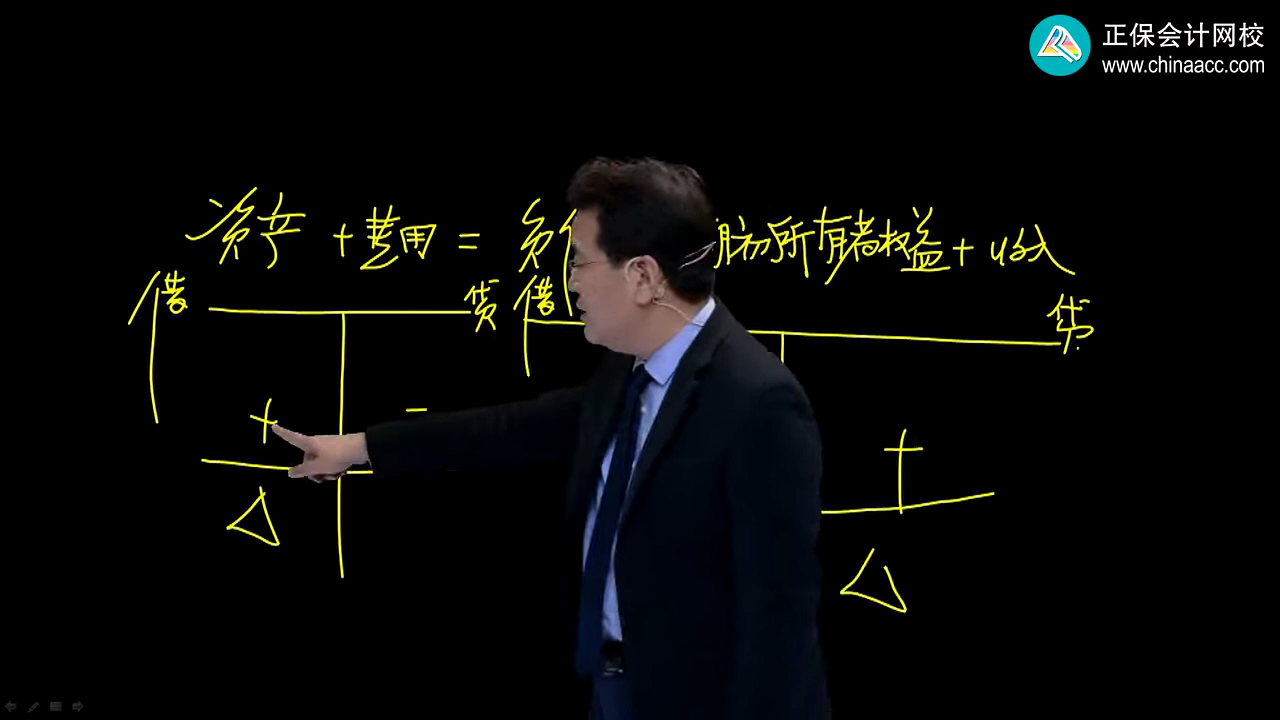 正保会计网校
www.chinaacc.com
资产 + 费用 = 负 所有者权益 + 收入
借 贷 借 贷
+ - +